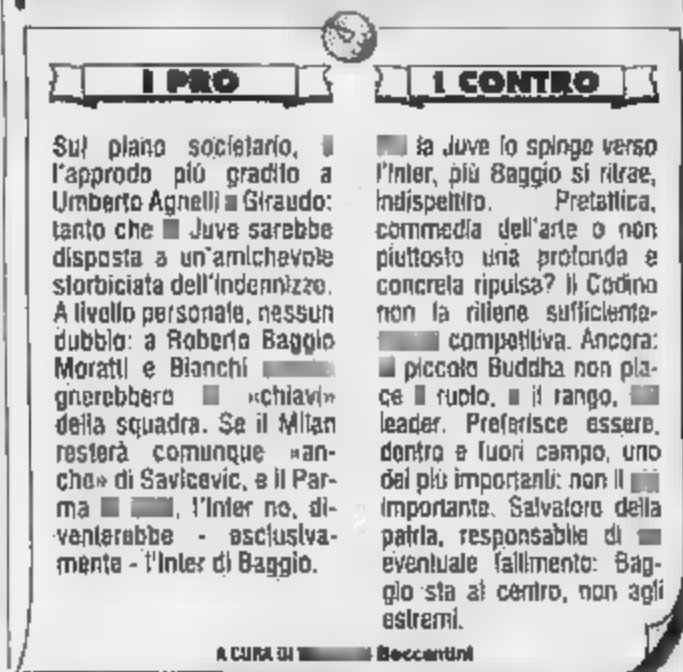 I PRO
Sul piano societario,
l'approdo più gradito a
Umberto Agnelli Giraudo:
tanto che Juve sarebbe
disposta a un'amichevole
sforbiciata dell'indennizzo.
A livello personale, nessun
dubbio: a Roberto Baggio
Moratti e Bianchi
gnerebbero «chiavi»
della squadra. Se il Milan
resterà comunque «an-
che» di Savicevic, e il Par-
ma, l'Inter no, di-
venterebbe - esclusiva-
mente - l'Inter di Baggio.
I CONTRO
la Juve lo spinge verso
l'Inter, più Baggio si ritrae,
indispettito. Pretattica,
commedia dell'arte o non
piuttosto una profonda e
concreta ripulsa? Il Codino
non la ritiene sufficiente-
competitiva. Ancora:
piccolo Buddha non pia-
ce ruolo, il rango,
leader. Preferisce essere,
dentro e fuori campo, uno
dei più importanti: non il
importante. Salvatore della
patria, responsabile di
eventuale fallimento: Bag-
gio sta al centro, non agli
estremi.
A CURA DI Beccantini